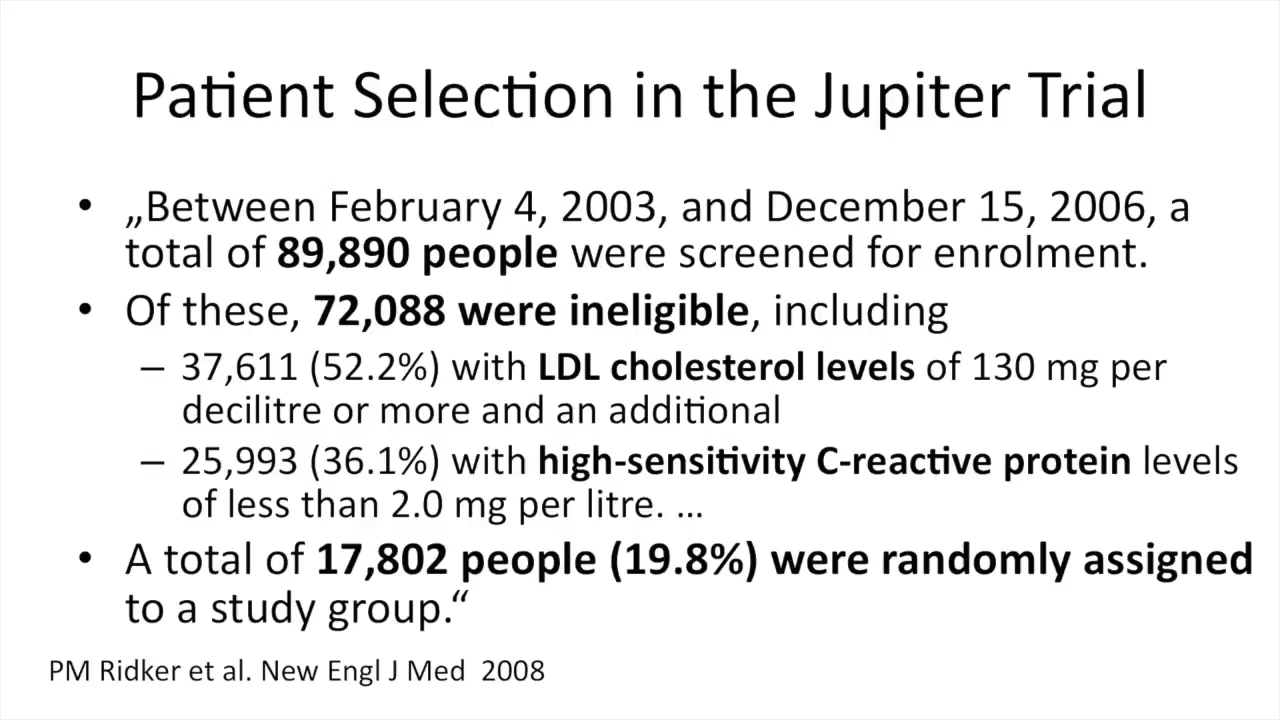 Patient Selection in the Jupiter Trial
• „Between February 4, 2003, and December 15, 2006, a
total of 89,890 people were screened for enrolment.
• Of these, 72,088 were ineligible, including
– 37,611 (52.2%) with LDL cholesterol levels of 130 mg per
decilitre or more and an additional
– 25,993 (36.1%) with high-sensitivity C-reactive protein levels
of less than 2.0 mg per litre. ...
• A total of 17,802 people (19.8%) were randomly assigned
to a study group.“
PM Ridker et al. New Engl J Med 2008